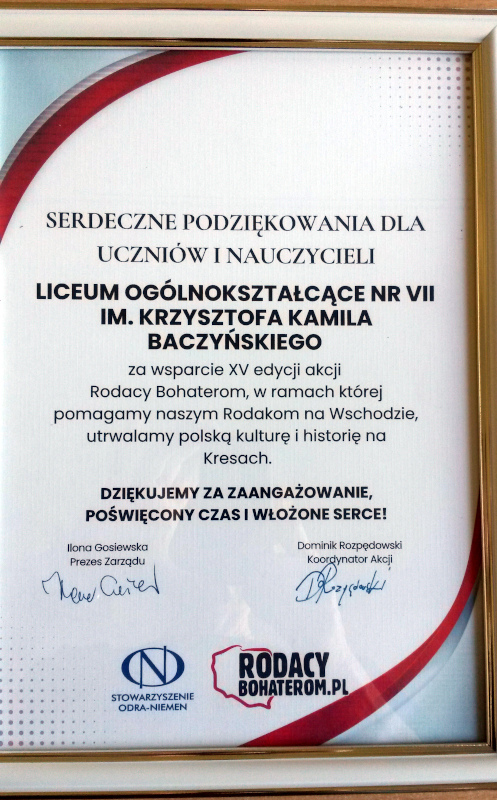 SERDECZNE PODZIĘKOWANIA DLA
UCZNIÓW I NAUCZYCIELI
LICEUM OGÓLNOKSZTAŁCĄCE NR VII
IM. KRZYSZTOFA KAMILA
BACZYŃSKIEGO
za wsparcie XV edycji akcji
Rodacy Bohaterom, w ramach której
pomagamy naszym Rodakom na Wschodzie,
utrwalamy polską kulturę i historię na
Kresach.
DZIĘKUJEMY ZA ZAANGAŻOWANIE,
POŚWIĘCONY CZAS I WŁOŻONE SERCE!
Ilona Gosiewska
Prezes Zarządu
Dominik Rozpędowski
Koordynator Akcji
STOWARZYSZENIE
ODRA-NIEMEN
RODACY
BOHATEROM.PL